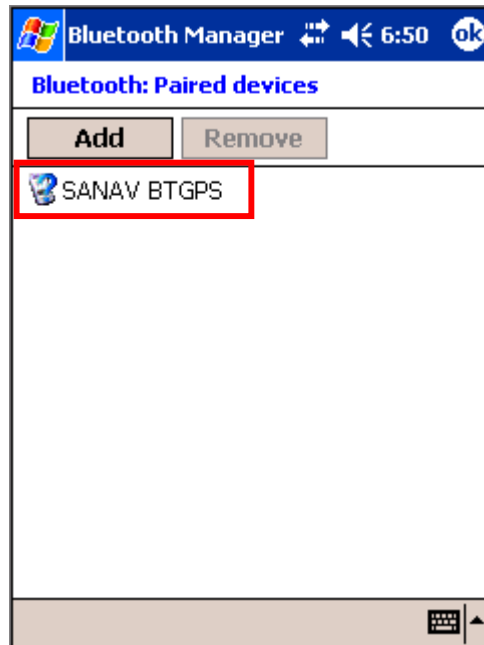 Bluetooth Manager 6:50 ok
Bluetooth: Paired devices
Add Remove
SANAV BTGPS